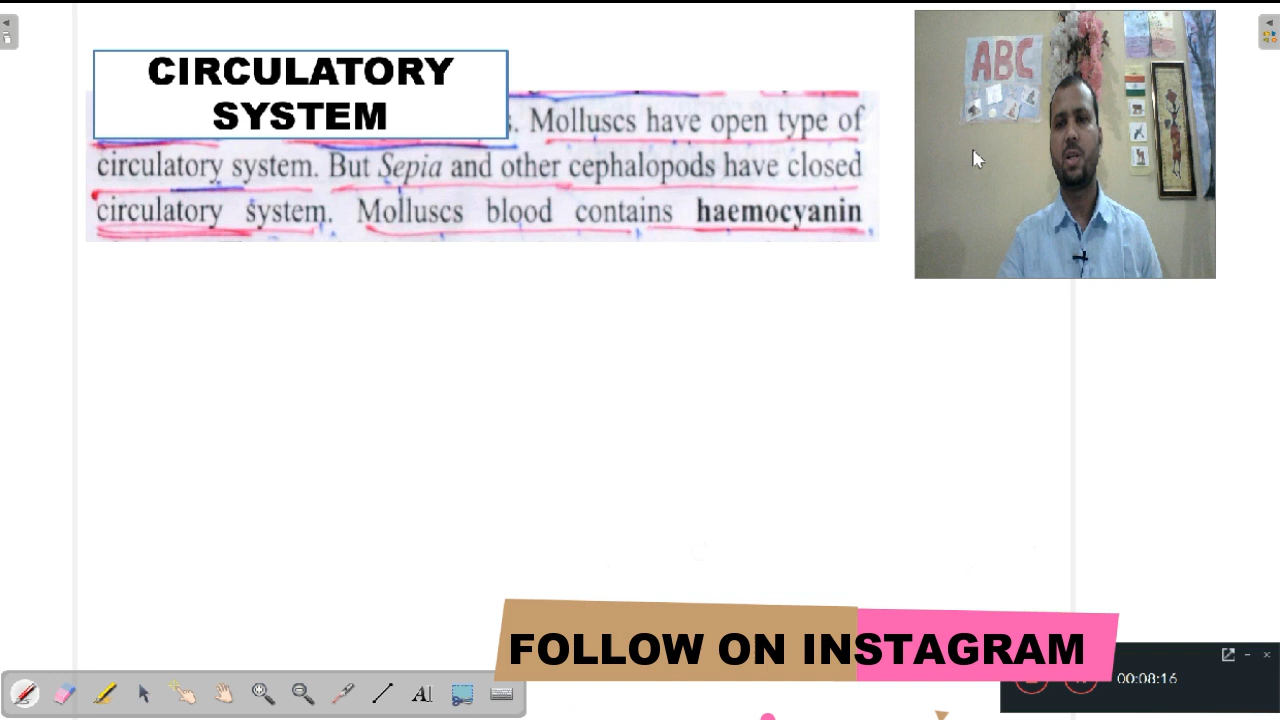 CIRCULATORY
SYSTEM
ABC
. Molluscs have open type of
circulatory system. But Sepia and other cephalopods have closed
circulatory system. Molluscs blood contains haemocyanin
FOLLOW ON INSTAGRAM
A
00:08:16